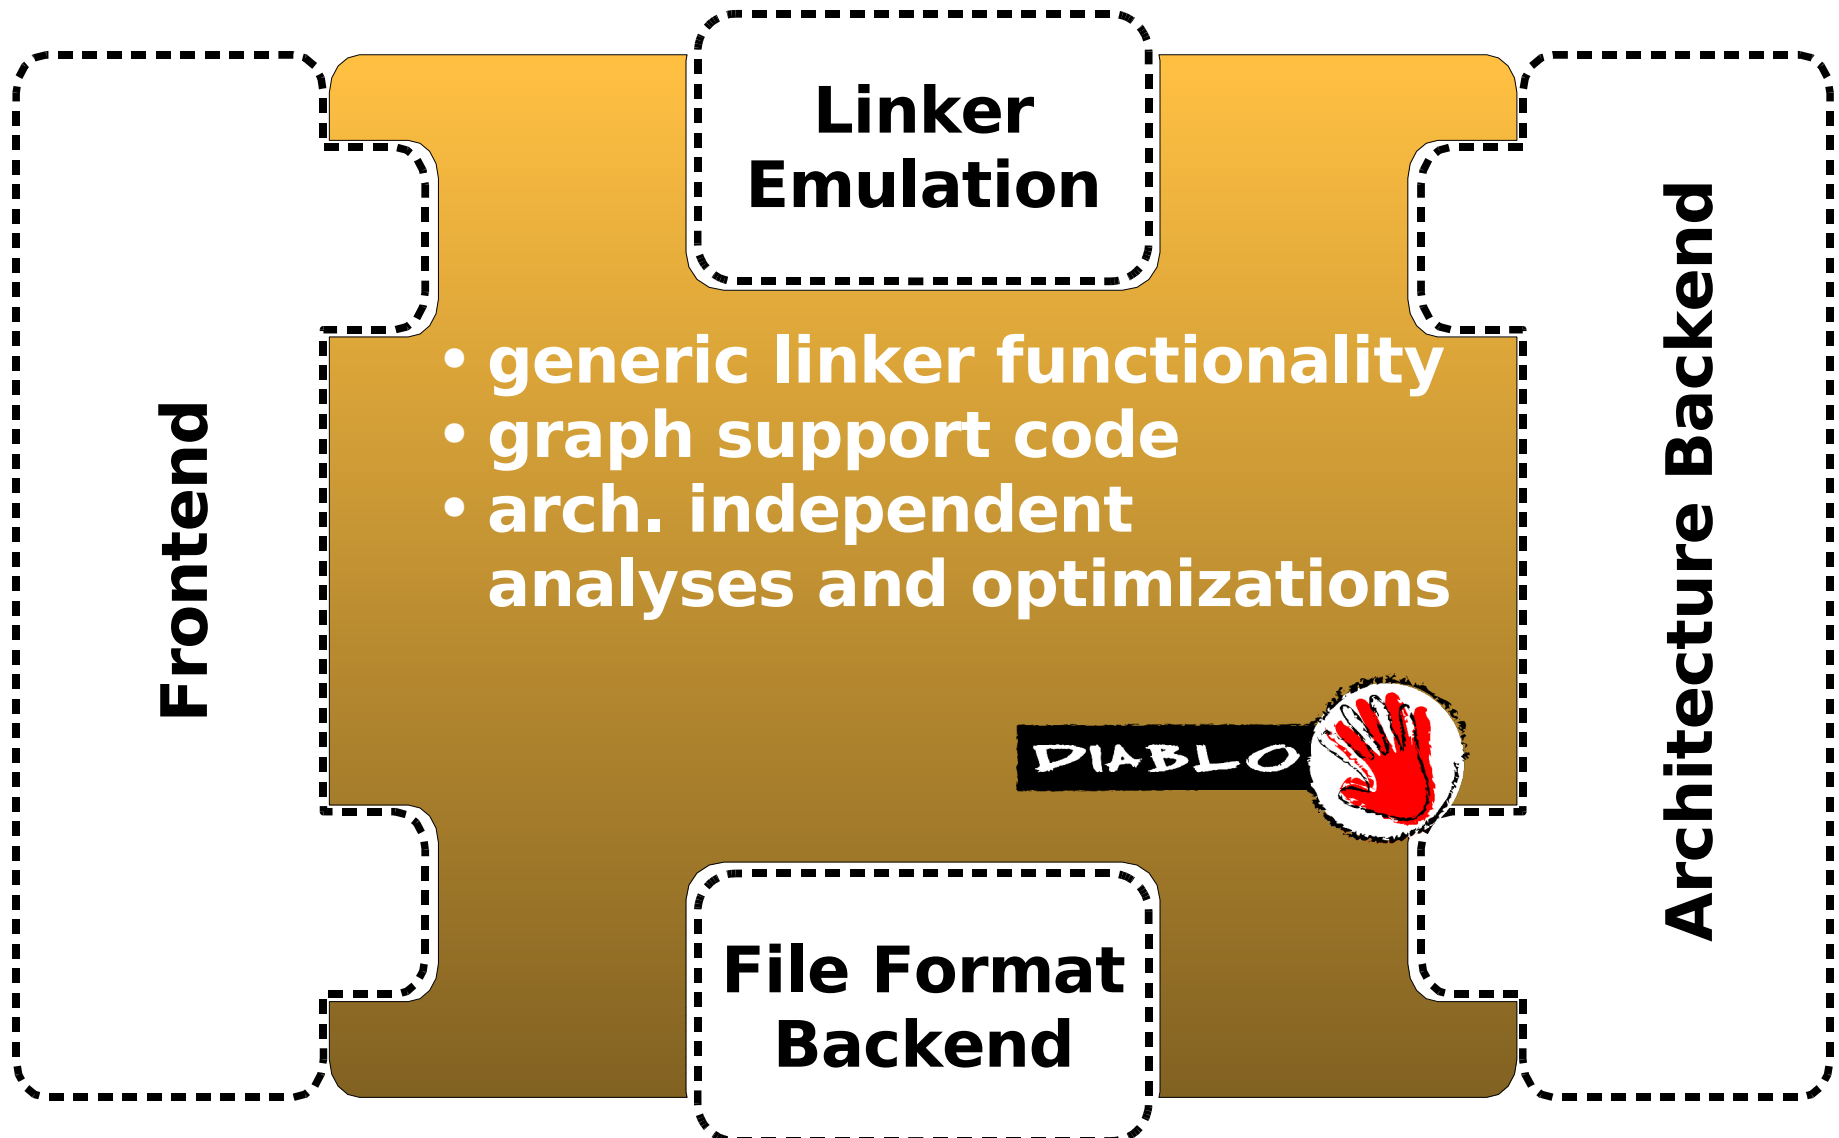 Linker
Emulation
Frontend
• generic linker functionality
• graph support code
• arch. independent
analyses and optimizations
DIABLO
Architecture Backend
File Format
Backend